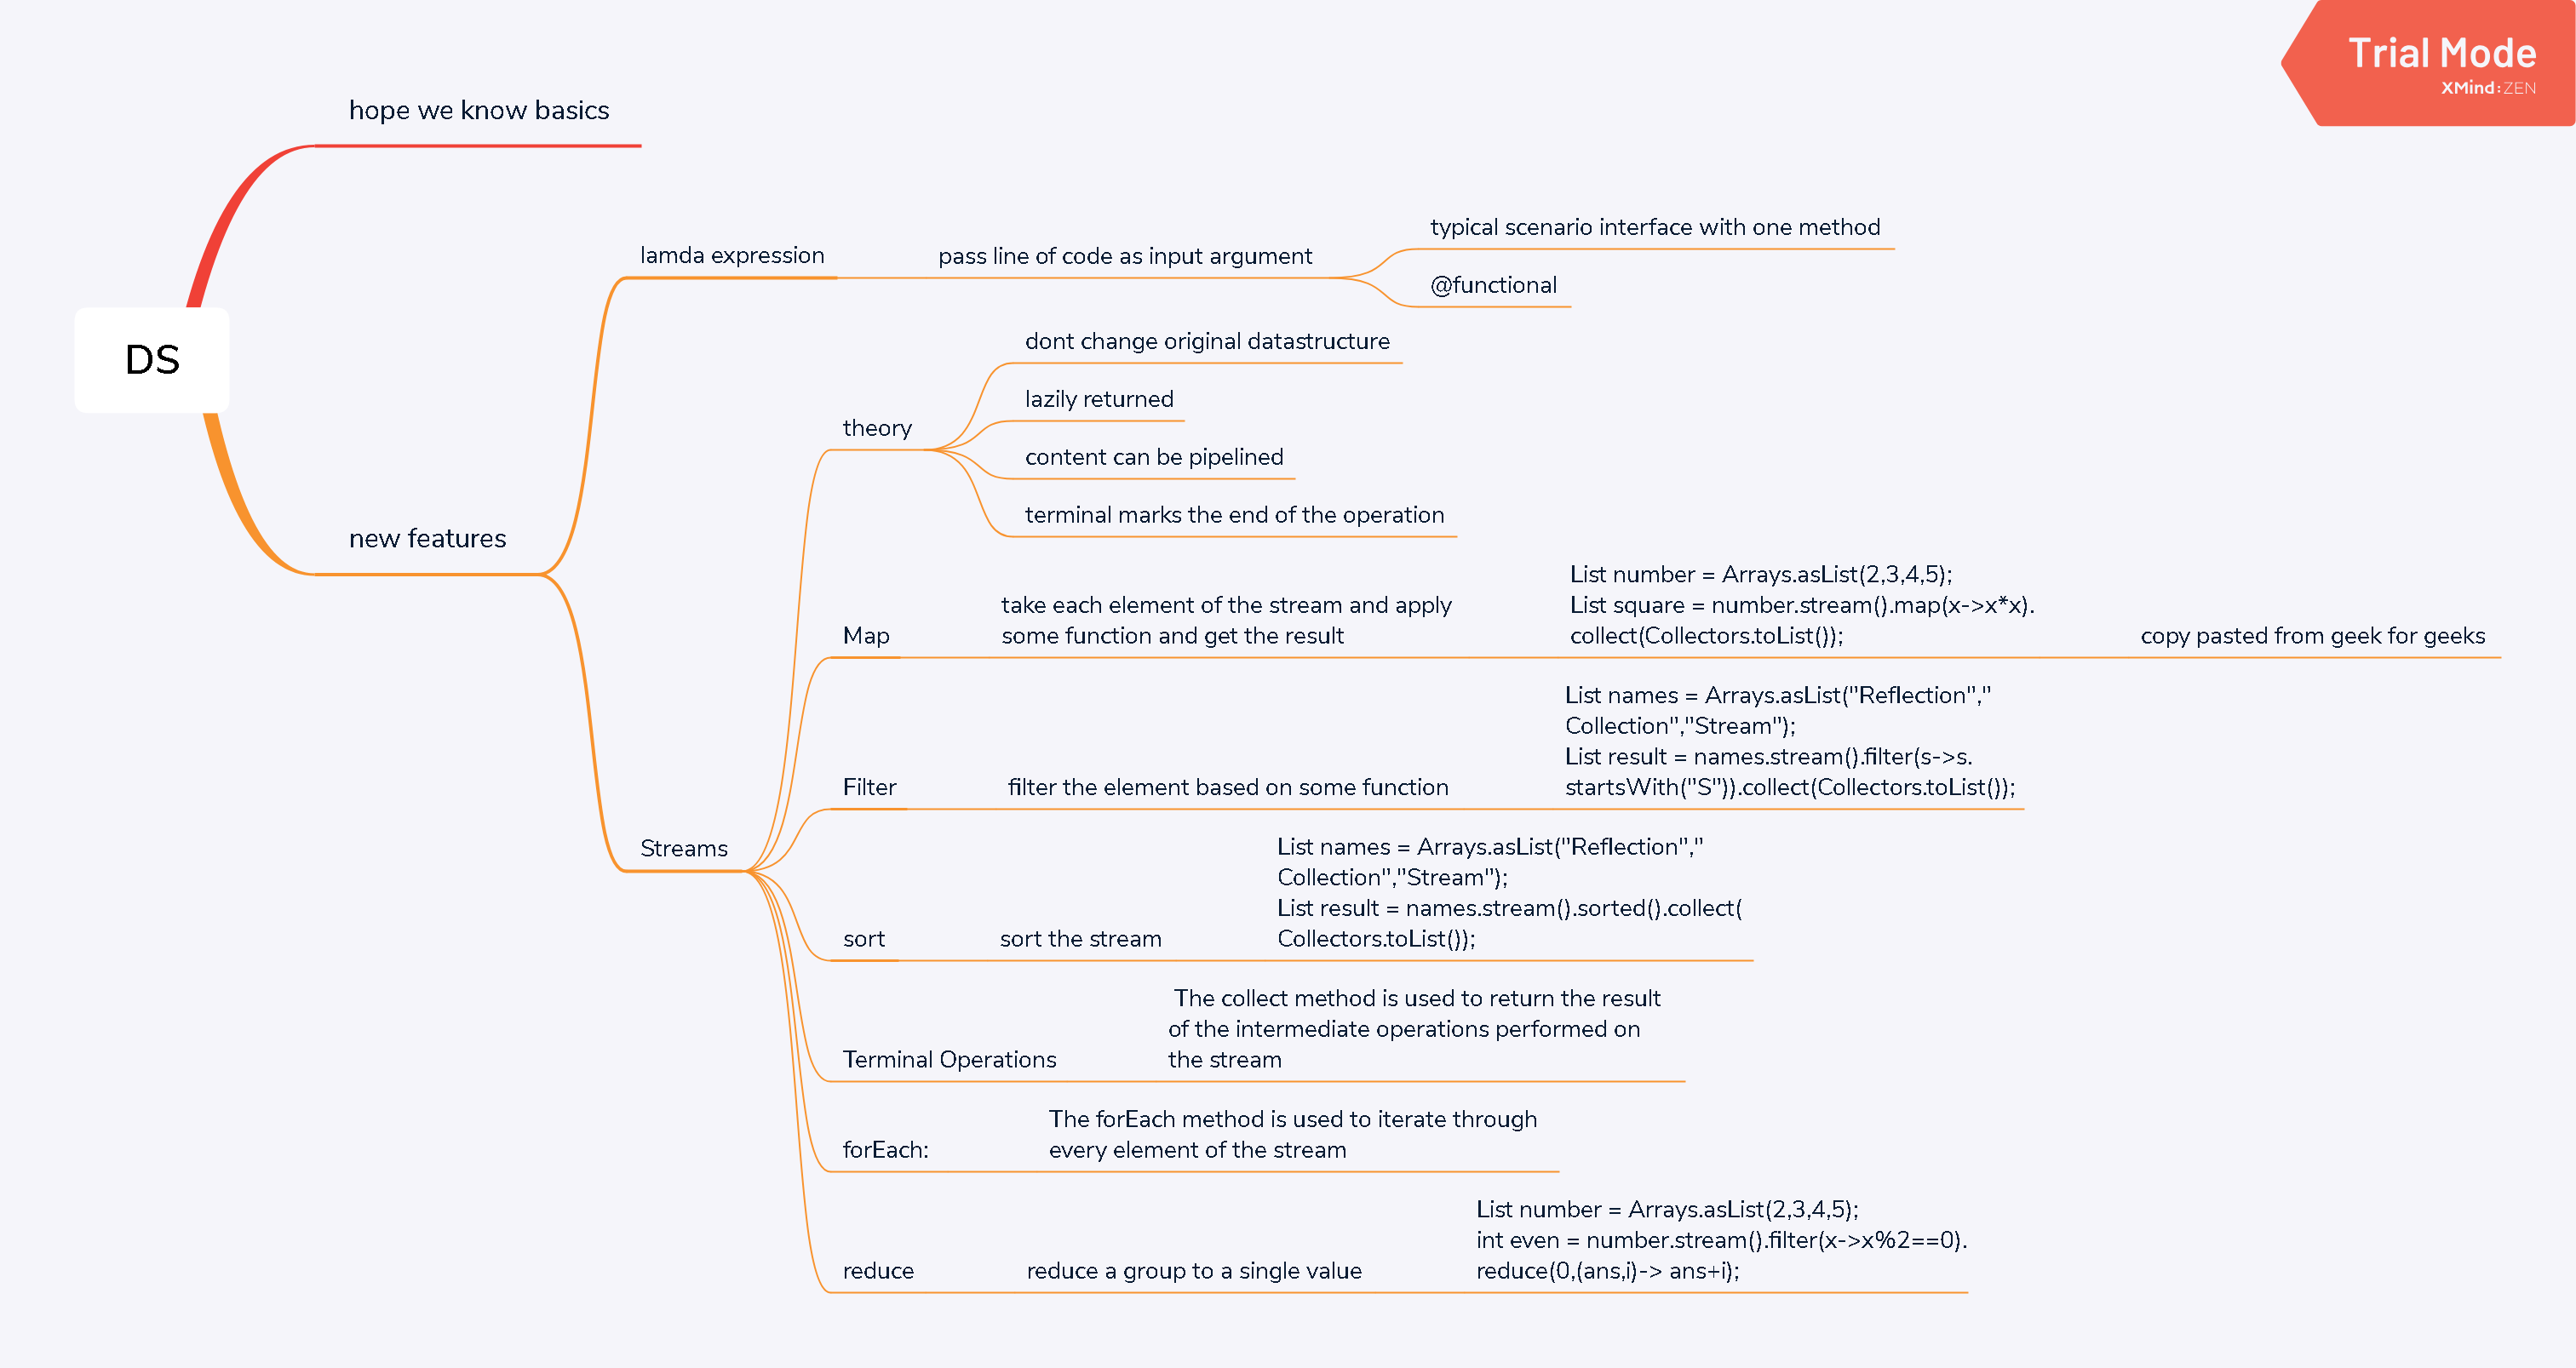 Trial Mode
XMind:ZEN
hope we know basics
DS
new features
lamda expression
pass line of code as input argument
typical scenario interface with one method
@functional
Streams
theory
dont change original datastructure
lazily returned
content can be pipelined
terminal marks the end of the operation
Map
take each element of the stream and apply
some function and get the result
List number = Arrays.asList(2,3,4,5);
List square = number.stream().map(x->x*x).
collect(Collectors.toList());
copy pasted from geek for geeks
Filter
filter the element based on some function
List names = Arrays.asList("Reflection","
Collection","Stream");
List result = names.stream().filter(s->s.
startsWith("S")).collect(Collectors.toList());
sort
sort the stream
List names = Arrays.asList("Reflection","
Collection","Stream");
List result = names.stream().sorted().collect(
Collectors.toList());
Terminal Operations
The collect method is used to return the result
of the intermediate operations performed on
the stream
forEach:
The forEach method is used to iterate through
every element of the stream
reduce
reduce a group to a single value
List number = Arrays.asList(2,3,4,5);
int even = number.stream().filter(x->x%2==0).
reduce(0,(ans,i)-> ans+i);